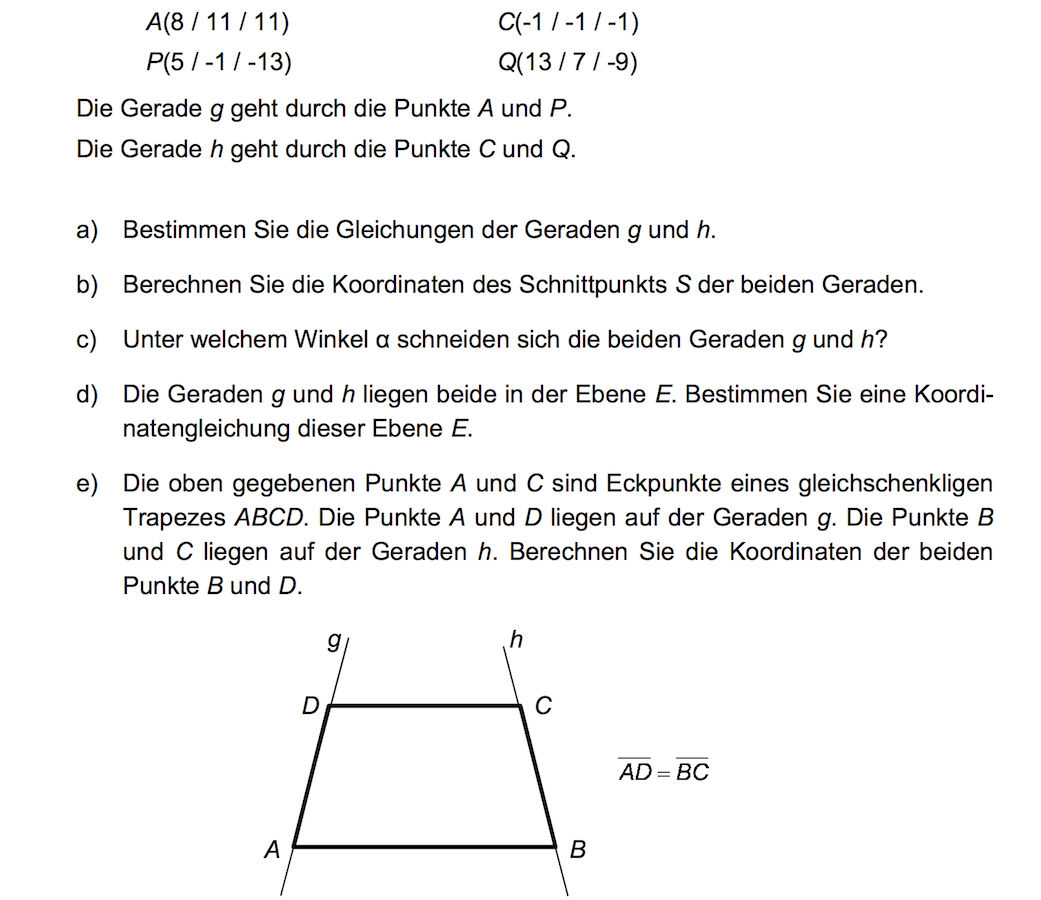 A(8 / 11 / 11) C(-1 / -1 / -1)
P(5 / -1 / -13) Q(13 / 7 / -9)
Die Gerade g geht durch die Punkte A und P.
Die Gerade h geht durch die Punkte C und Q.
a) Bestimmen Sie die Gleichungen der Geraden g und h.
b) Berechnen Sie die Koordinaten des Schnittpunkts S der beiden Geraden.
c) Unter welchem Winkel α schneiden sich die beiden Geraden g und h?
d) Die Geraden g und h liegen beide in der Ebene E. Bestimmen Sie eine Koordi-
natengleichung dieser Ebene E.
e) Die oben gegebenen Punkte A und C sind Eckpunkte eines gleichschenkligen
Trapezes ABCD. Die Punkte A und D liegen auf der Geraden g. Die Punkte B
und C liegen auf der Geraden h. Berechnen Sie die Koordinaten der beiden
Punkte B und D.
g h
D C
A̅D̅ = B̅C̅
A B